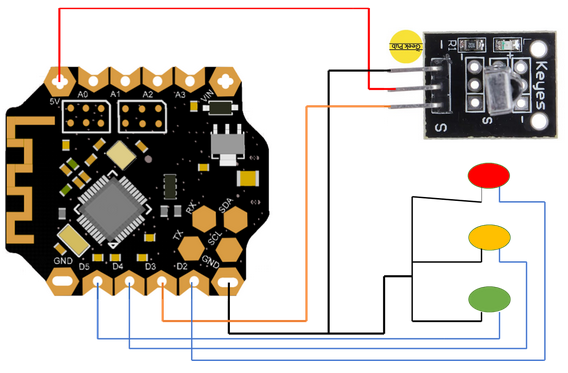 5V
A0
A1
A2
A3
VIN
Geek Pub
R1
L
Keyes
S
-
S
RX
SDA
TX
SCL
GND
GND
D5
D4
D3
D2